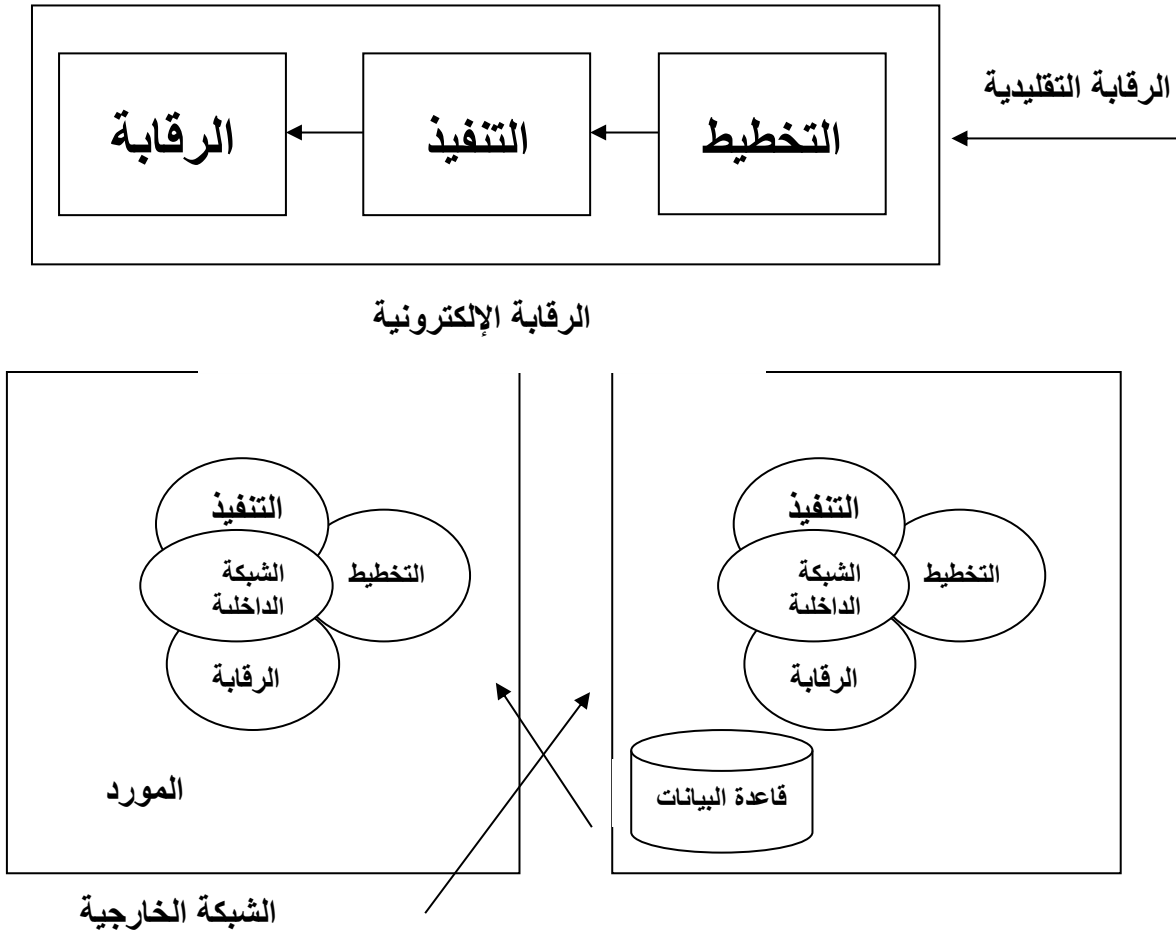 الرقابة التقليدية
التخطيط
التنفيذ
الرقابة
الرقابة الإلكترونية
التنفيذ
التخطيط
الشبكة
الداخلية
الرقابة
قاعدة البيانات
التنفيذ
التخطيط
الشبكة
الداخلية
الرقابة
المورد
الشبكة الخارجية